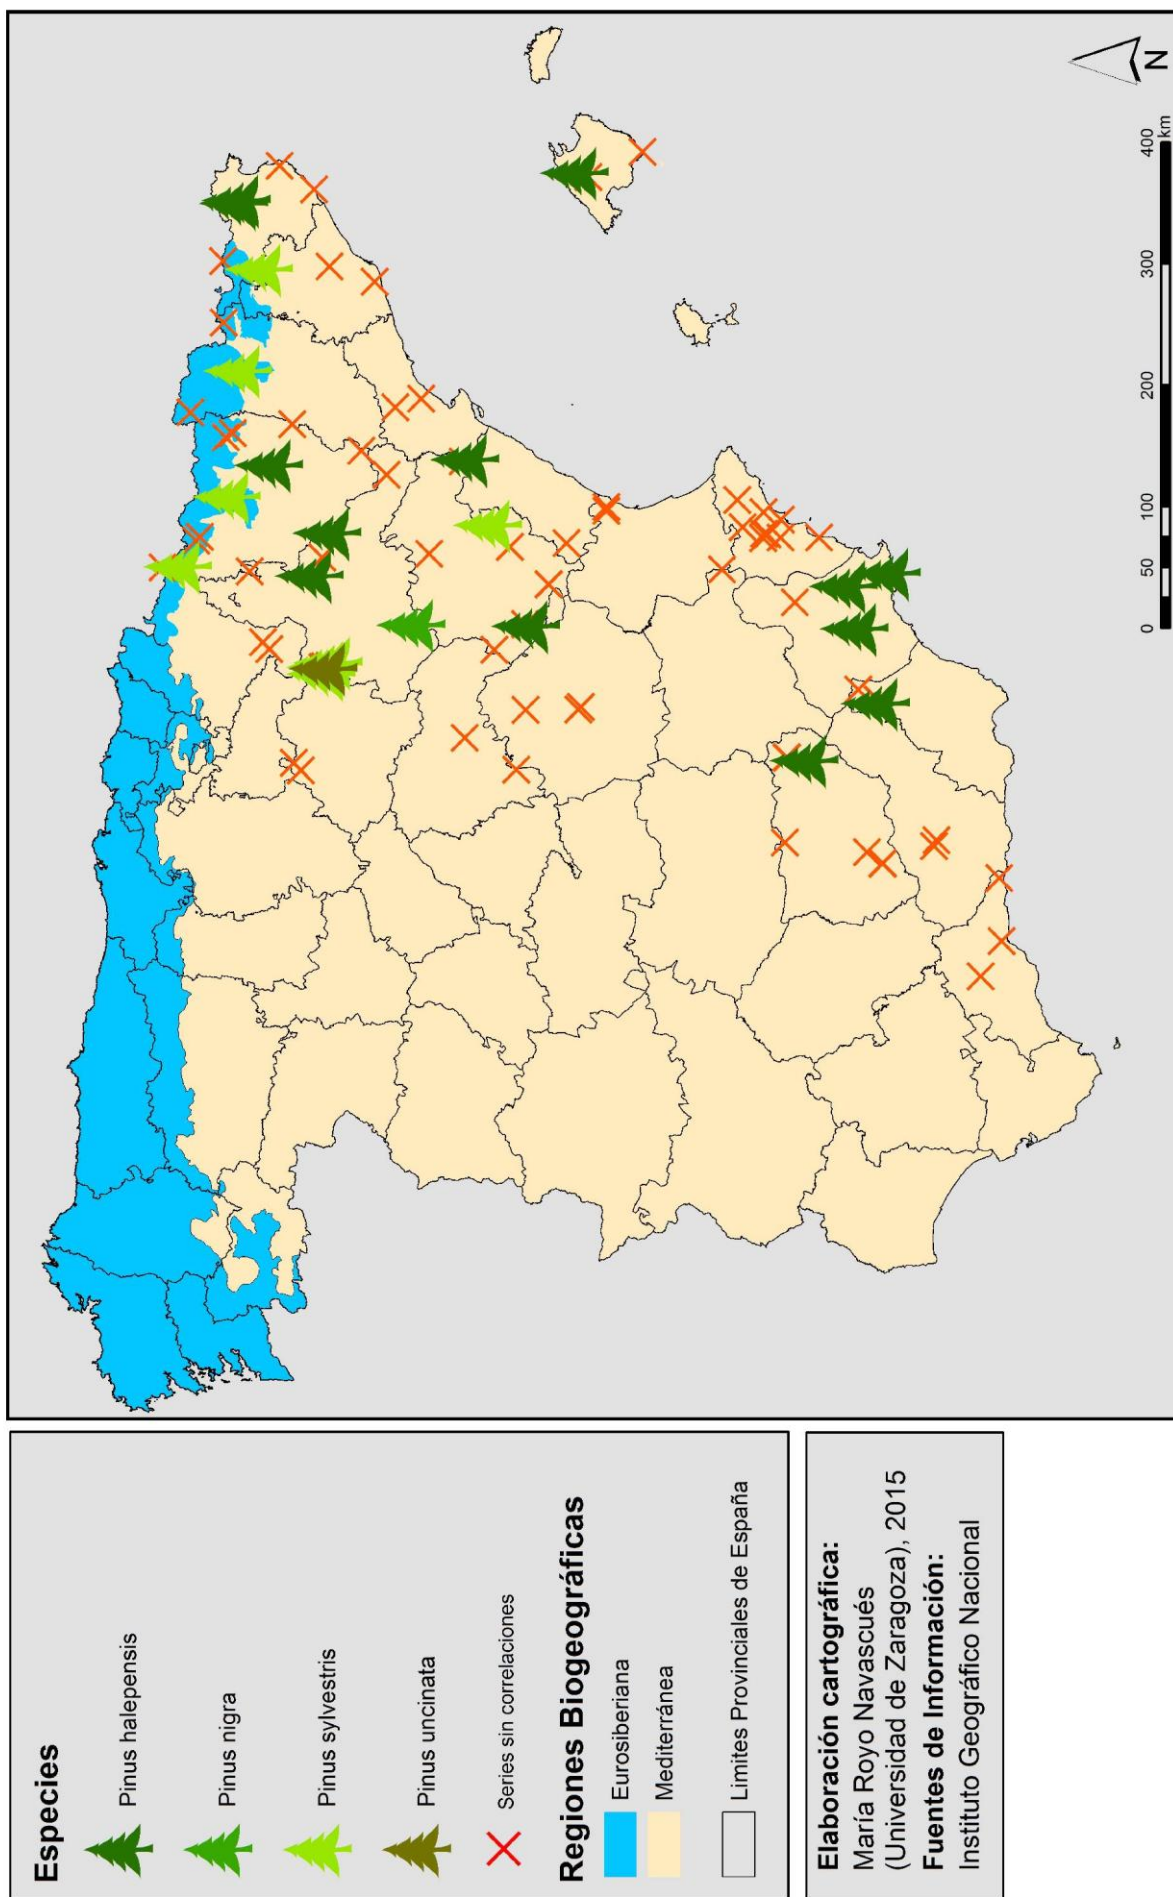 N
0
50
100
200
300
400
km
Especies
Pinus halepensis
Pinus nigra
Pinus sylvestris
Pinus uncinata
Series sin correlaciones
Regiones Biogeográficas
Eurosiberiana
Mediterránea
Limites Provinciales de España
Elaboración cartográfica:
María Royo Navascués
(Universidad de Zaragoza), 2015
Fuentes de Información:
Instituto Geográfico Nacional